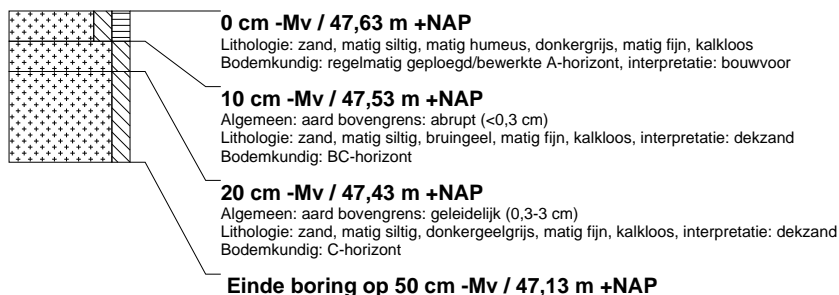 0 cm -Mv / 47,63 m +NAP
Lithologie: zand, matig siltig, matig humeus, donkergrijs, matig fijn, kalkloos
Bodemkundig: regelmatig geploegd/bewerkte A-horizont, interpretatie: bouwvoor
10 cm -Mv / 47,53 m +NAP
Algemeen: aard bovengrens: abrupt (<0,3 cm)
Lithologie: zand, matig siltig, bruingeel, matig fijn, kalkloos, interpretatie: dekzand
Bodemkundig: BC-horizont
20 cm -Mv / 47,43 m +NAP
Algemeen: aard bovengrens: geleidelijk (0,3-3 cm)
Lithologie: zand, matig siltig, donkergeelgrijs, matig fijn, kalkloos, interpretatie: dekzand
Bodemkundig: C-horizont
Einde boring op 50 cm -Mv / 47,13 m +NAP